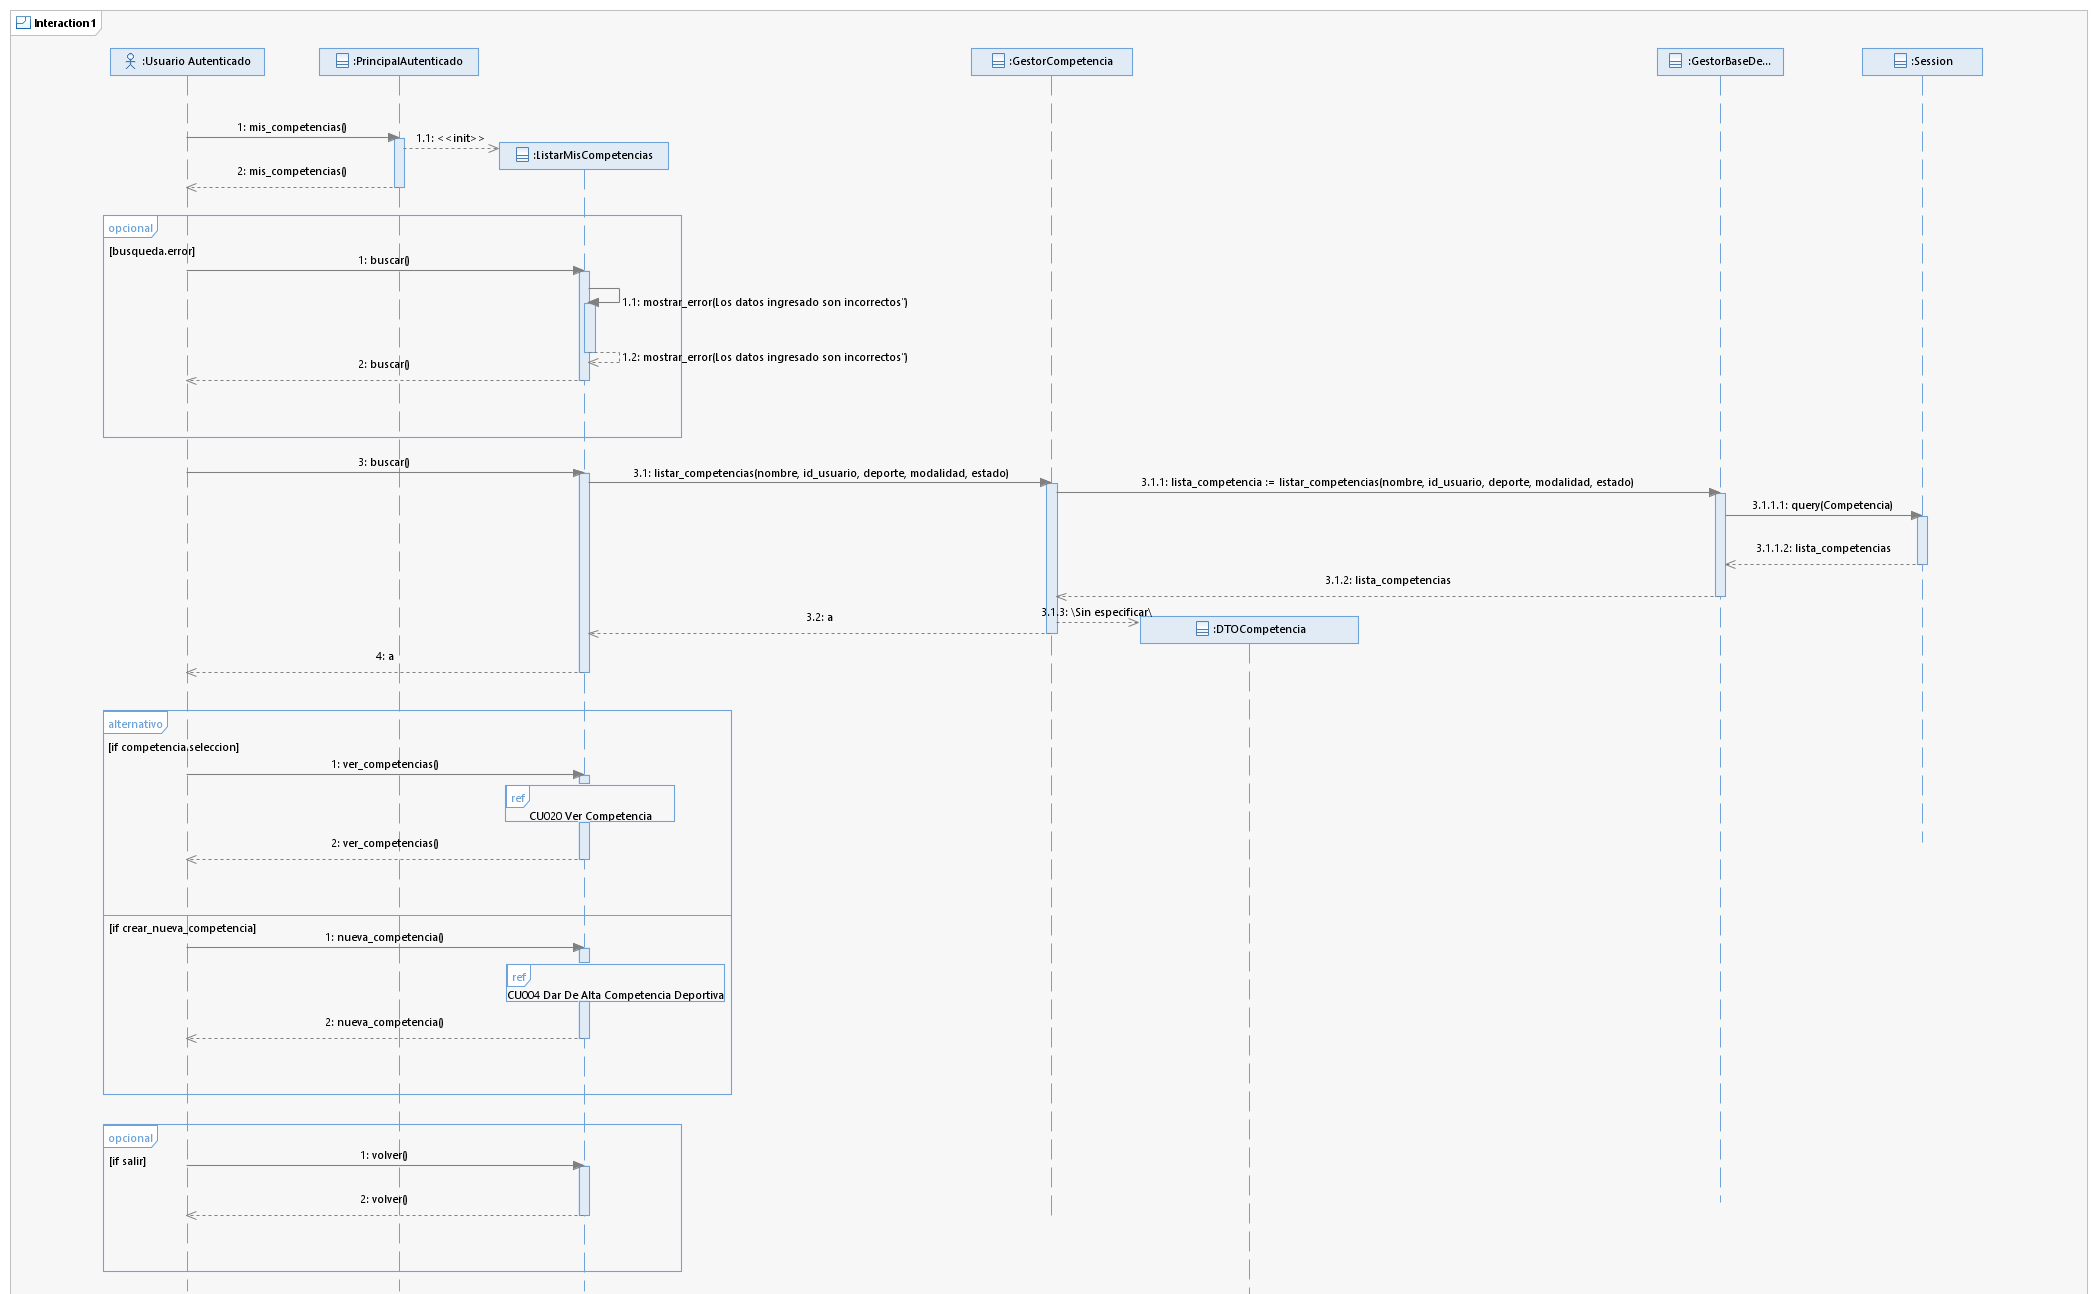 Interaction1
:Usuario Autenticado
:PrincipalAutenticado
:GestorCompetencia
:GestorBaseDe...
:Session
1: mis_competencias()
1.1: <<init>>
:ListarMisCompetencias
2: mis_competencias()
opcional
[busqueda.error]
1: buscar()
1.1: mostrar_error(Los datos ingresado son incorrectos")
1.2: mostrar_error(Los datos ingresado son incorrectos")
2: buscar()
3: buscar()
3.1: listar_competencias(nombre, id_usuario, deporte, modalidad, estado)
3.1.1: lista_competencia := listar_competencias(nombre, id_usuario, deporte, modalidad, estado)
3.1.1.1: query(Competencia)
3.1.1.2: lista_competencias
3.1.2: lista_competencias
3.1.3: \Sin especificar\
3.2: a
:DTOCompetencia
4: a
alternativo
[if competencia.seleccion]
1: ver_competencias()
ref
CU020 Ver Competencia
2: ver_competencias()
[if crear_nueva_competencia]
1: nueva_competencia()
ref
CU004 Dar De Alta Competencia Deportiva
2: nueva_competencia()
opcional
[if salir]
1: volver()
2: volver()